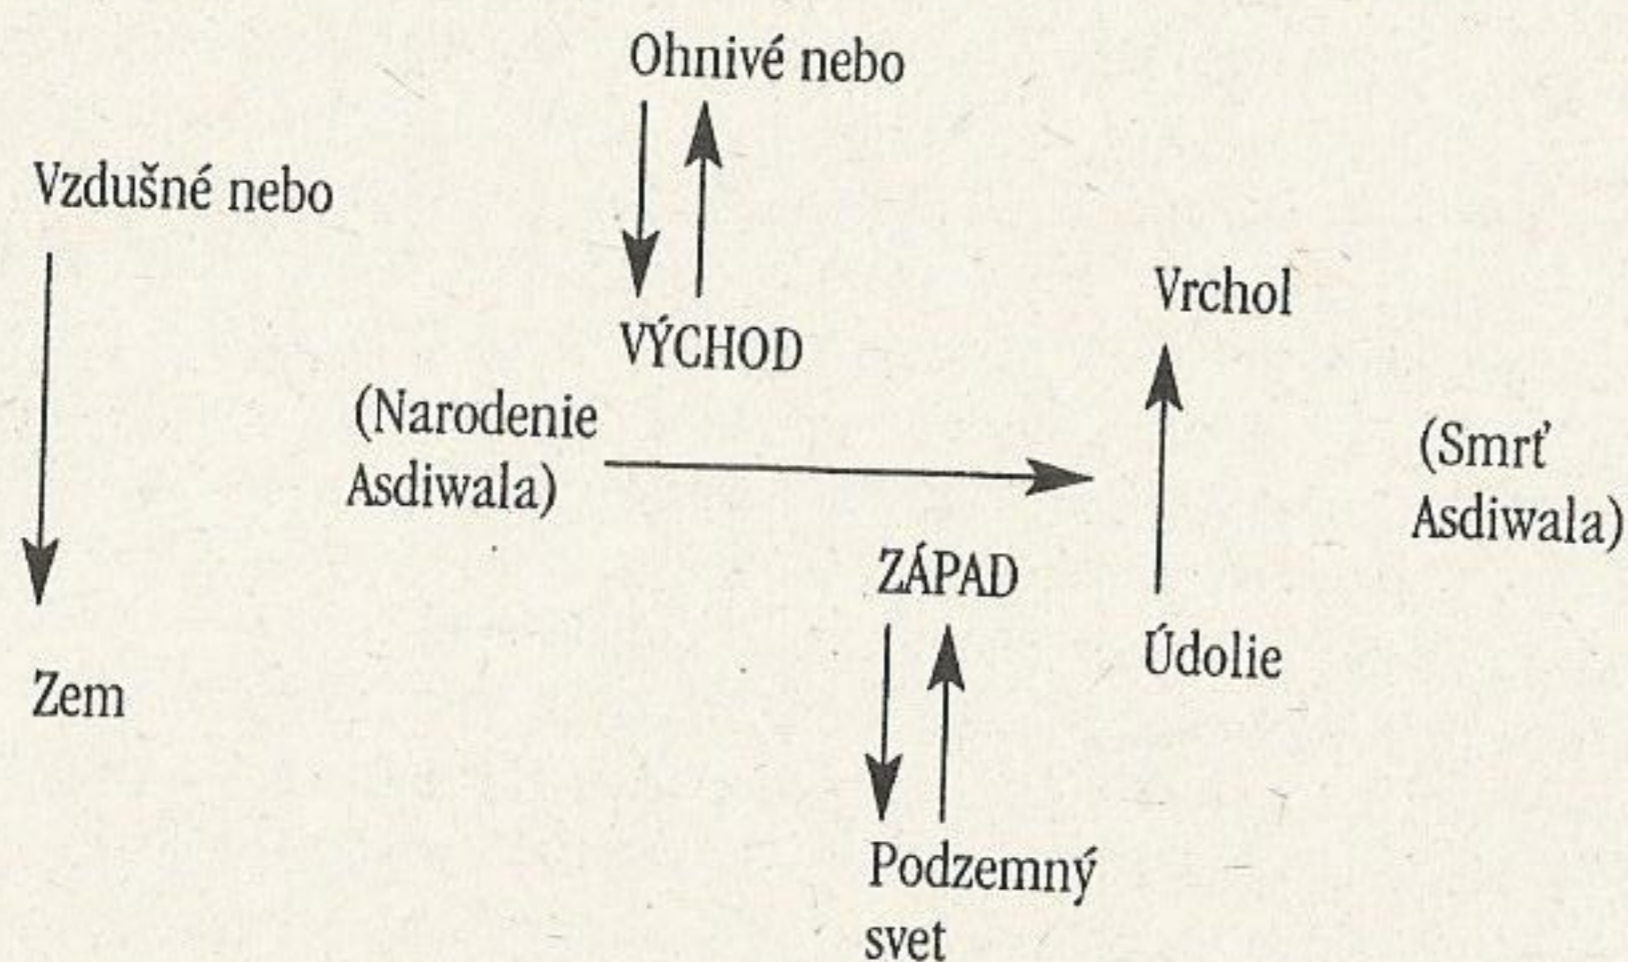 Ohnivé nebo
Vzdušné nebo
Vrchol
VÝCHOD
(Narodenie
Asdiwala)
(Smrť
Asdiwala)
ZÁPAD
Údolie
Zem
Podzemný
svet